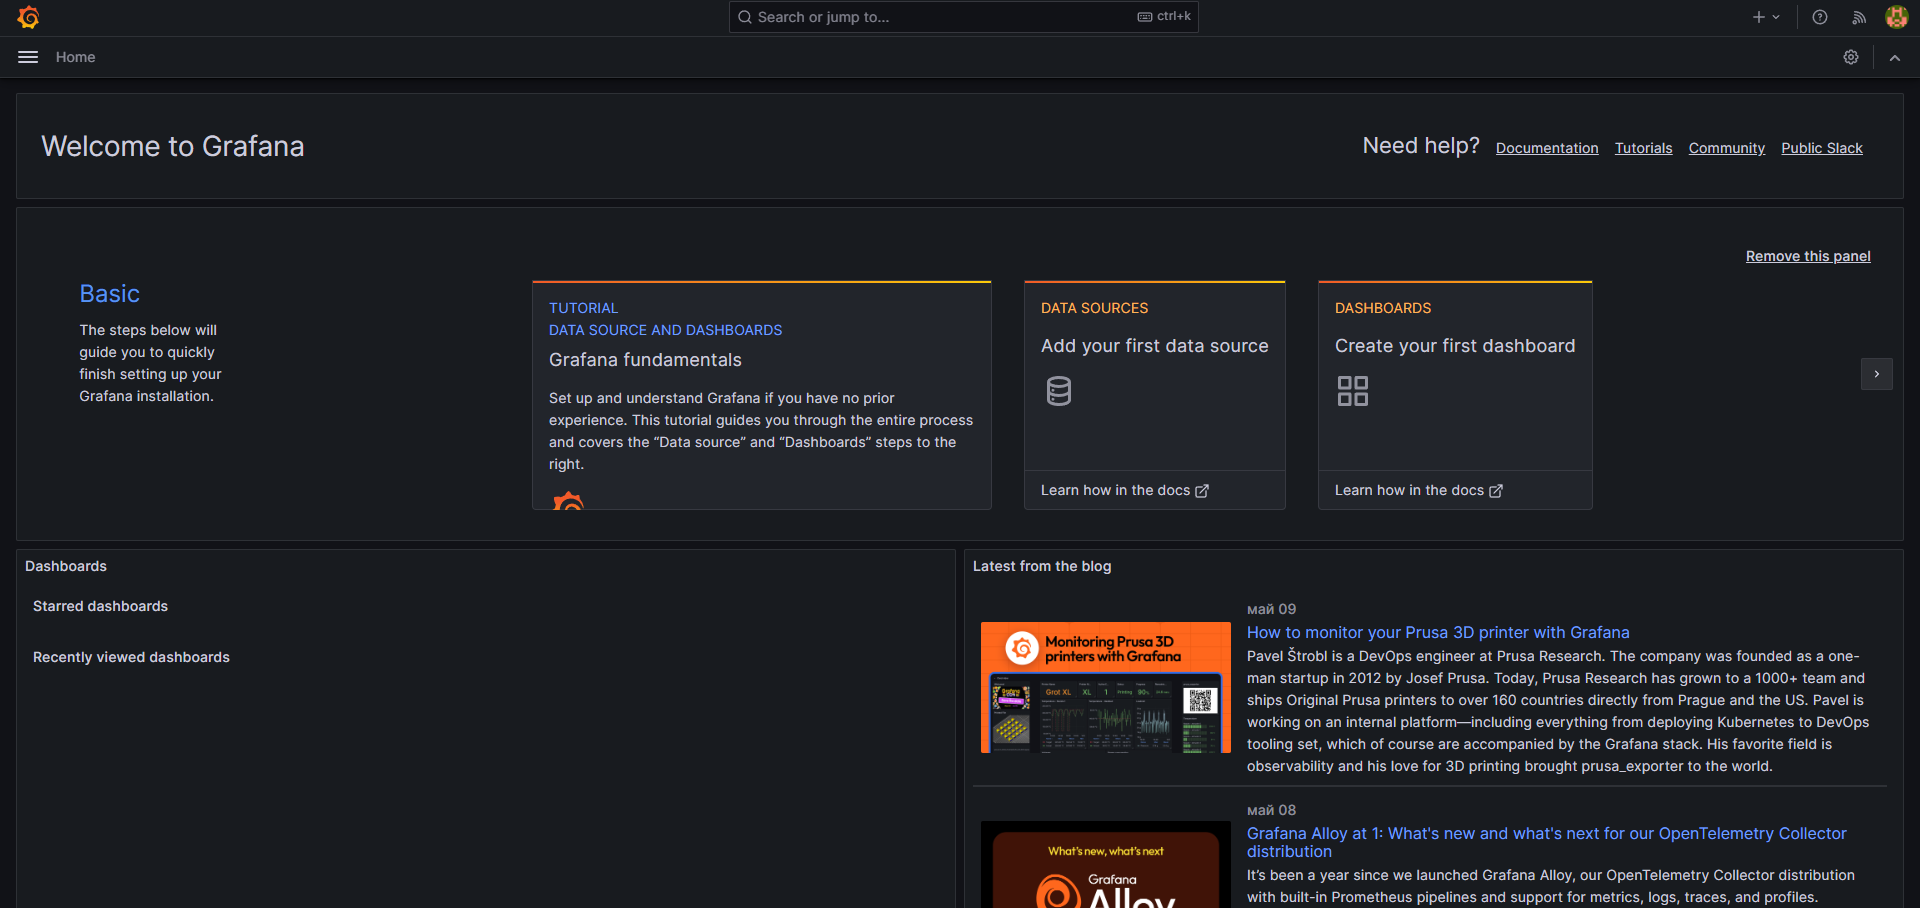 Search or jump to...
ctrl+k
Home
Welcome to Grafana
Need help?
Documentation
Tutorials
Community
Public Slack
Remove this panel
Basic
The steps below will
guide you to quickly
finish setting up your
Grafana installation.
TUTORIAL
DATA SOURCE AND DASHBOARDS
Grafana fundamentals
Set up and understand Grafana if you have no prior
experience. This tutorial guides you through the entire process
and covers the “Data source” and “Dashboards” steps to the
right.
DATA SOURCES
Add your first data source
Learn how in the docs
DASHBOARDS
Create your first dashboard
Learn how in the docs
Dashboards
Starred dashboards
Recently viewed dashboards
Latest from the blog
Monitoring Prusa 3D
printers with Grafana
Grot XL
XL
1
Printing
90%
май 09
How to monitor your Prusa 3D printer with Grafana
Pavel Štrobl is a DevOps engineer at Prusa Research. The company was founded as a one-
man startup in 2012 by Josef Prusa. Today, Prusa Research has grown to a 1000+ team and
ships Original Prusa printers to over 160 countries directly from Prague and the US. Pavel is
working on an internal platform—including everything from deploying Kubernetes to DevOps
tooling set, which of course are accompanied by the Grafana stack. His favorite field is
observability and his love for 3D printing brought prusa_exporter to the world.
What's new, what's next
Grafana
Alloy
май 08
Grafana Alloy at 1: What's new and what's next for our OpenTelemetry Collector
distribution
It’s been a year since we launched Grafana Alloy, our OpenTelemetry Collector distribution
with built-in Prometheus pipelines and support for metrics, logs, traces, and profiles.